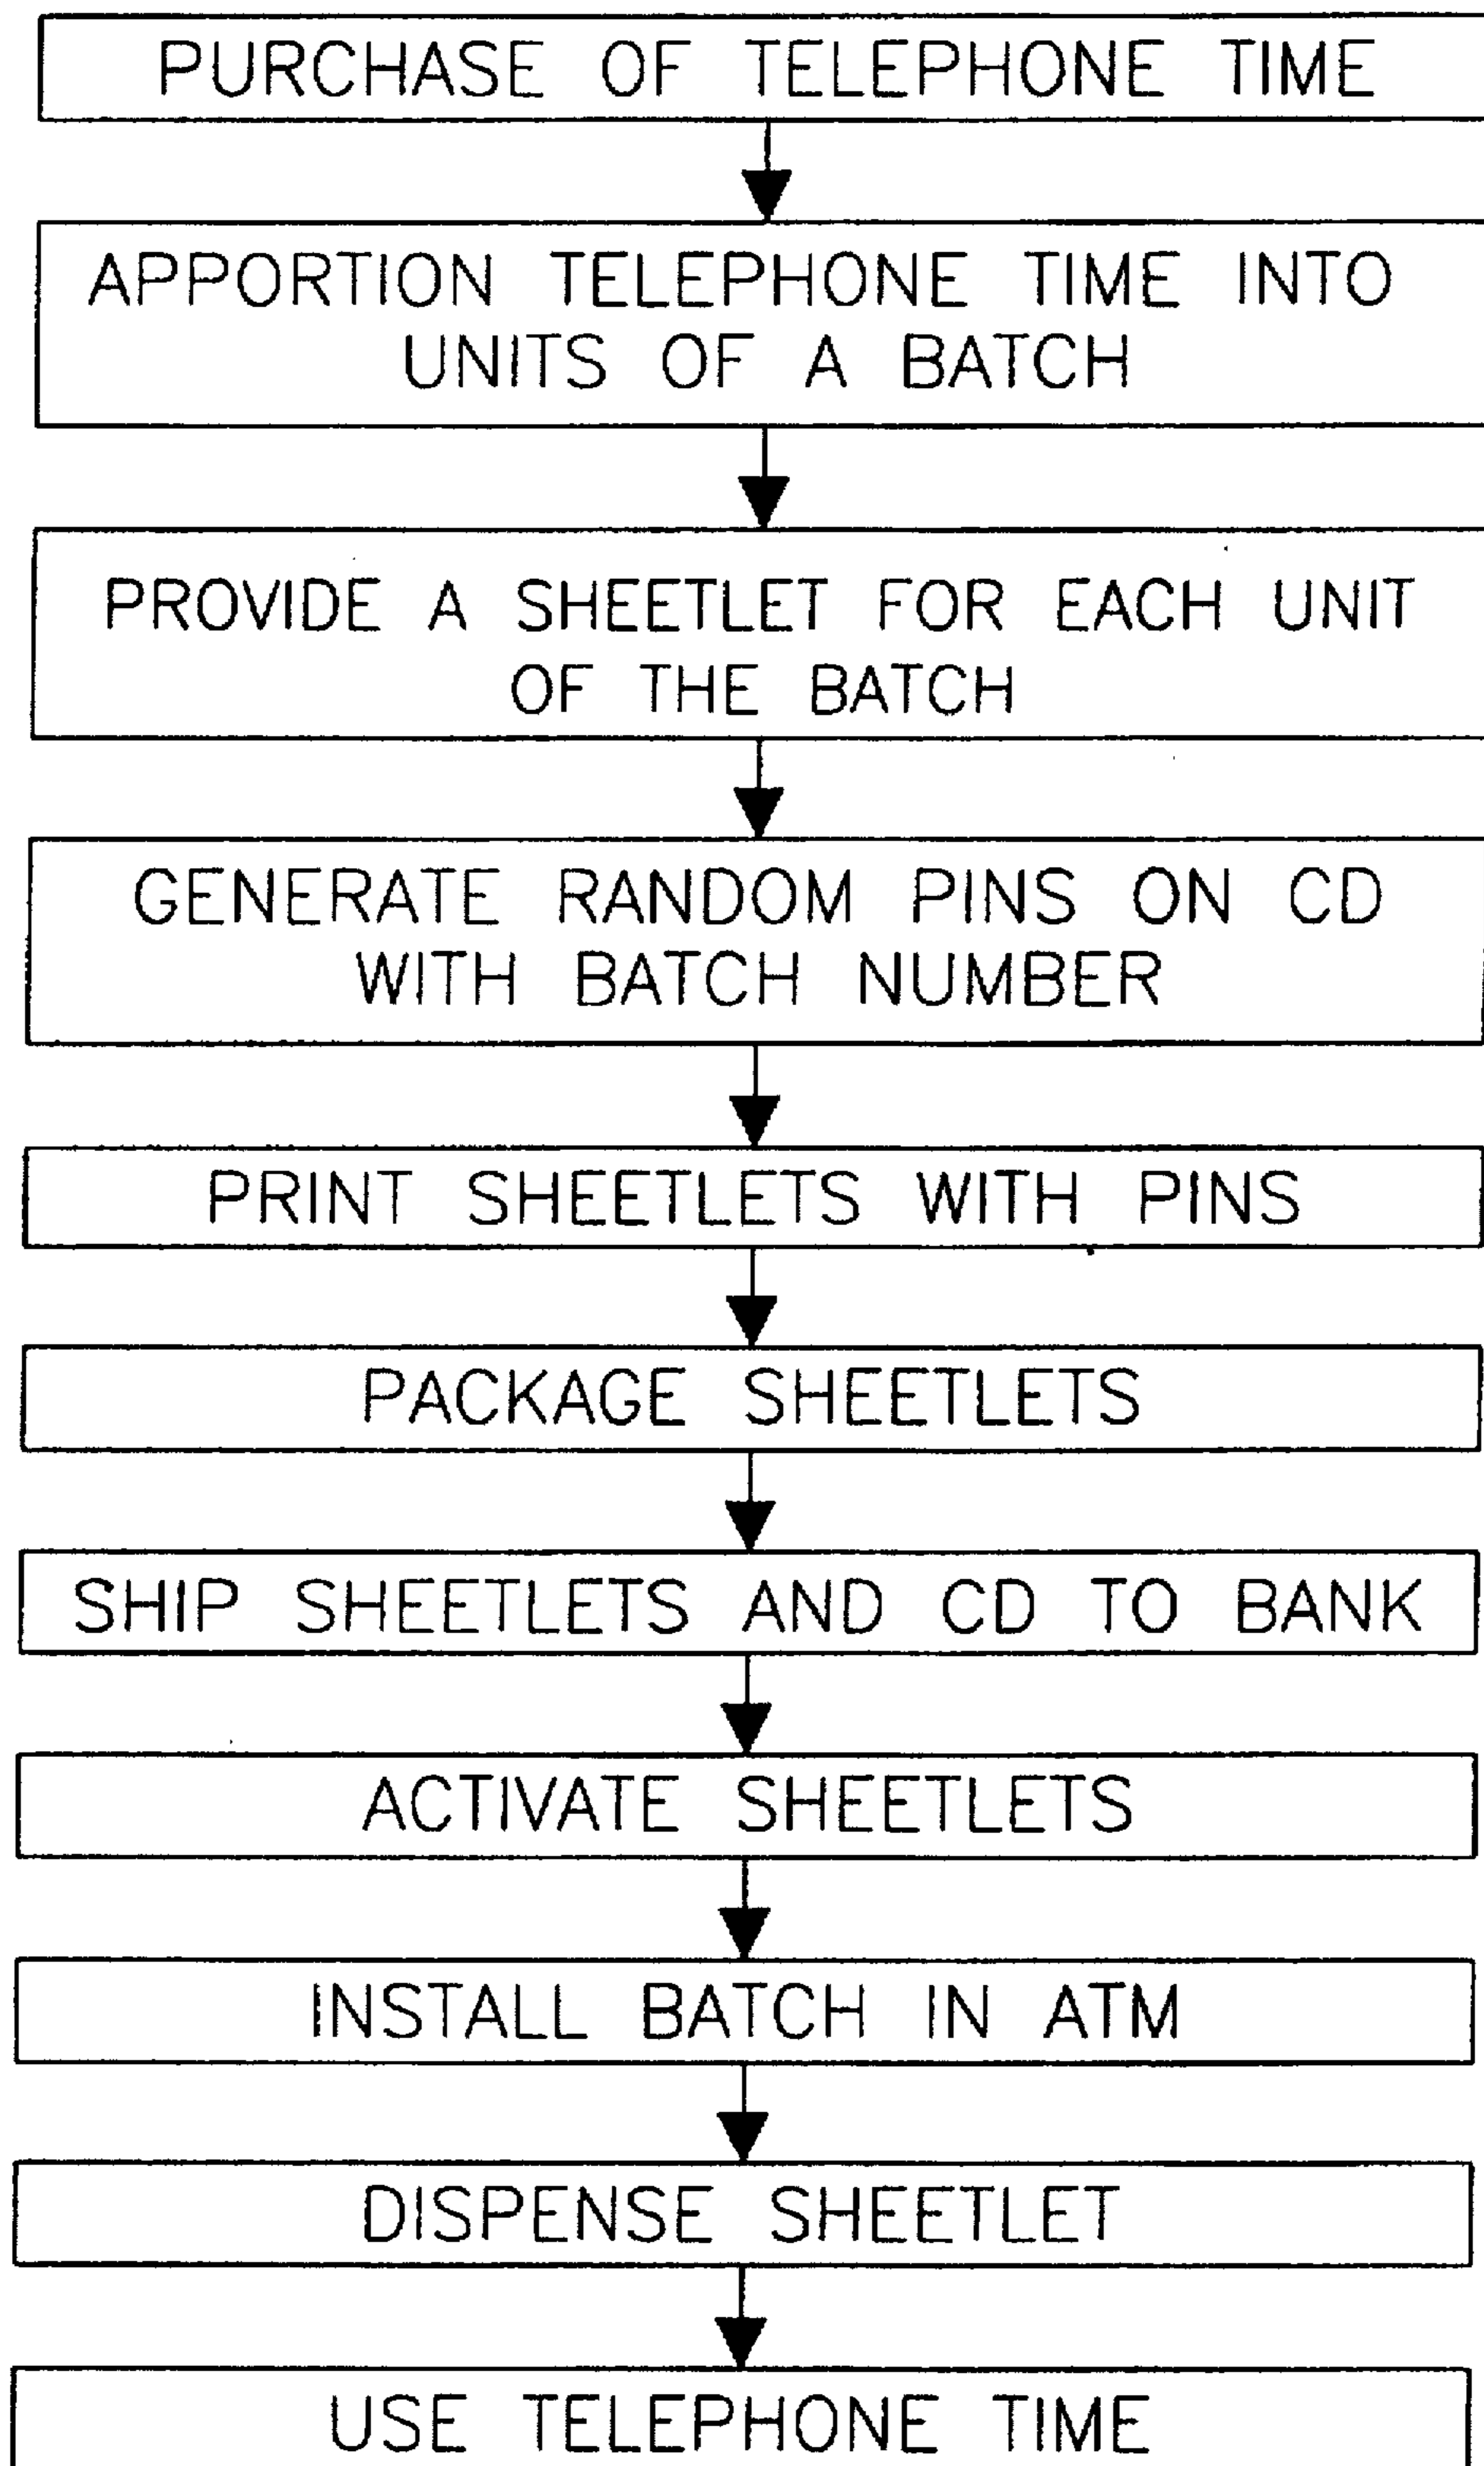 PURCHASE OF TELEPHONE TIME
APPORTION TELEPHONE TIME INTO
UNITS OF A BATCH
PROVIDE A SHEETLET FOR EACH UNIT
OF THE BATCH
GENERATE RANDOM PINS ON CD
WITH BATCH NUMBER
PRINT SHEETLETS WITH PINS
PACKAGE SHEETLETS
SHIP SHEETLETS AND CD TO BANK
ACTIVATE SHEETLETS
INSTALL BATCH IN ATM
DISPENSE SHEETLET
USE TELEPHONE TIME